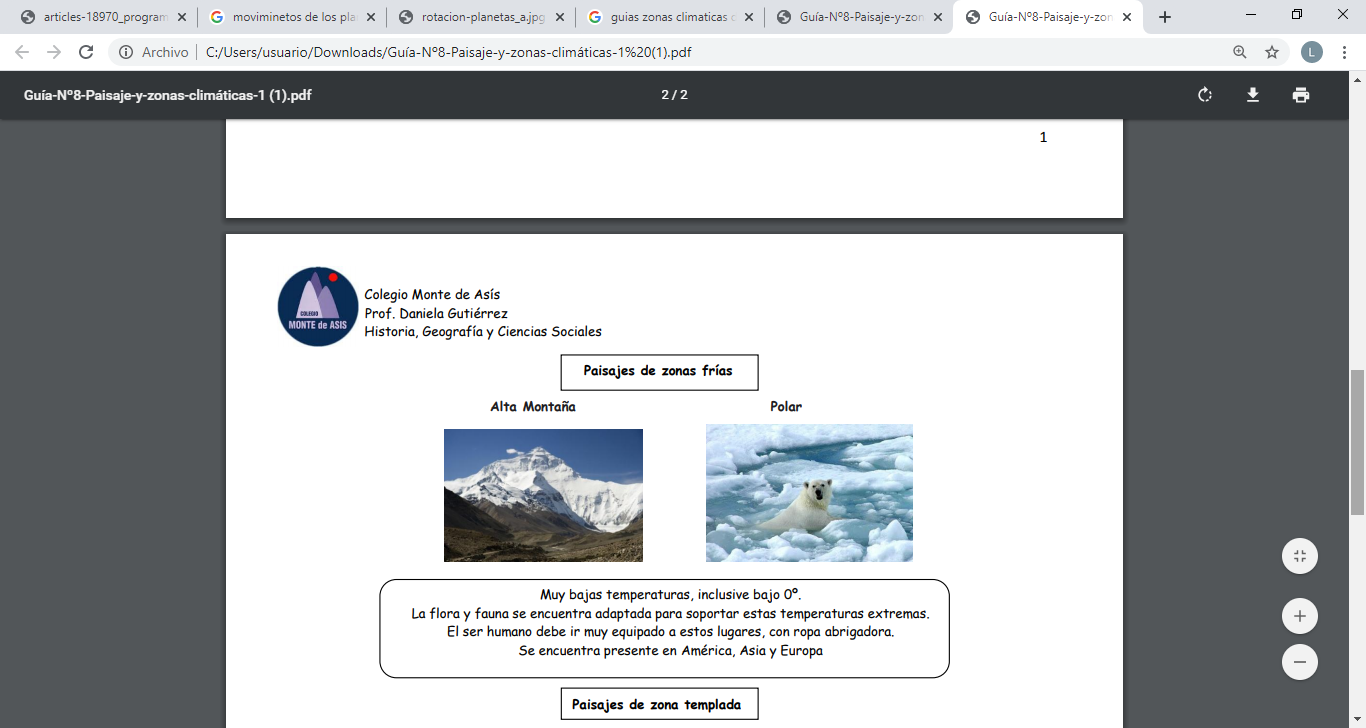 articles-18970_program
moviminetos de los pla
rotacion-planetas_a.jpg
guias zonas climaticas c
Guía-Nº8-Paisaje-y-zon
Guía-Nº8-Paisaje-y-zon
Archivo
C:/Users/usuario/Downloads/Guía-Nº8-Paisaje-y-zonas-climáticas-1%20(1).pdf
L
Guía-Nº8-Paisaje-y-zonas-climáticas-1 (1).pdf
2 / 2
1
COLEGIO
MONTE de ASIS
Colegio Monte de Asís
Prof. Daniela Gutiérrez
Historia, Geografía y Ciencias Sociales
Paisajes de zonas frías
Alta Montaña
Polar
Muy bajas temperaturas, inclusive bajo 0º.
La flora y fauna se encuentra adaptada para soportar estas temperaturas extremas.
El ser humano debe ir muy equipado a estos lugares, con ropa abrigadora.
Se encuentra presente en América, Asia y Europa
Paisajes de zona templada